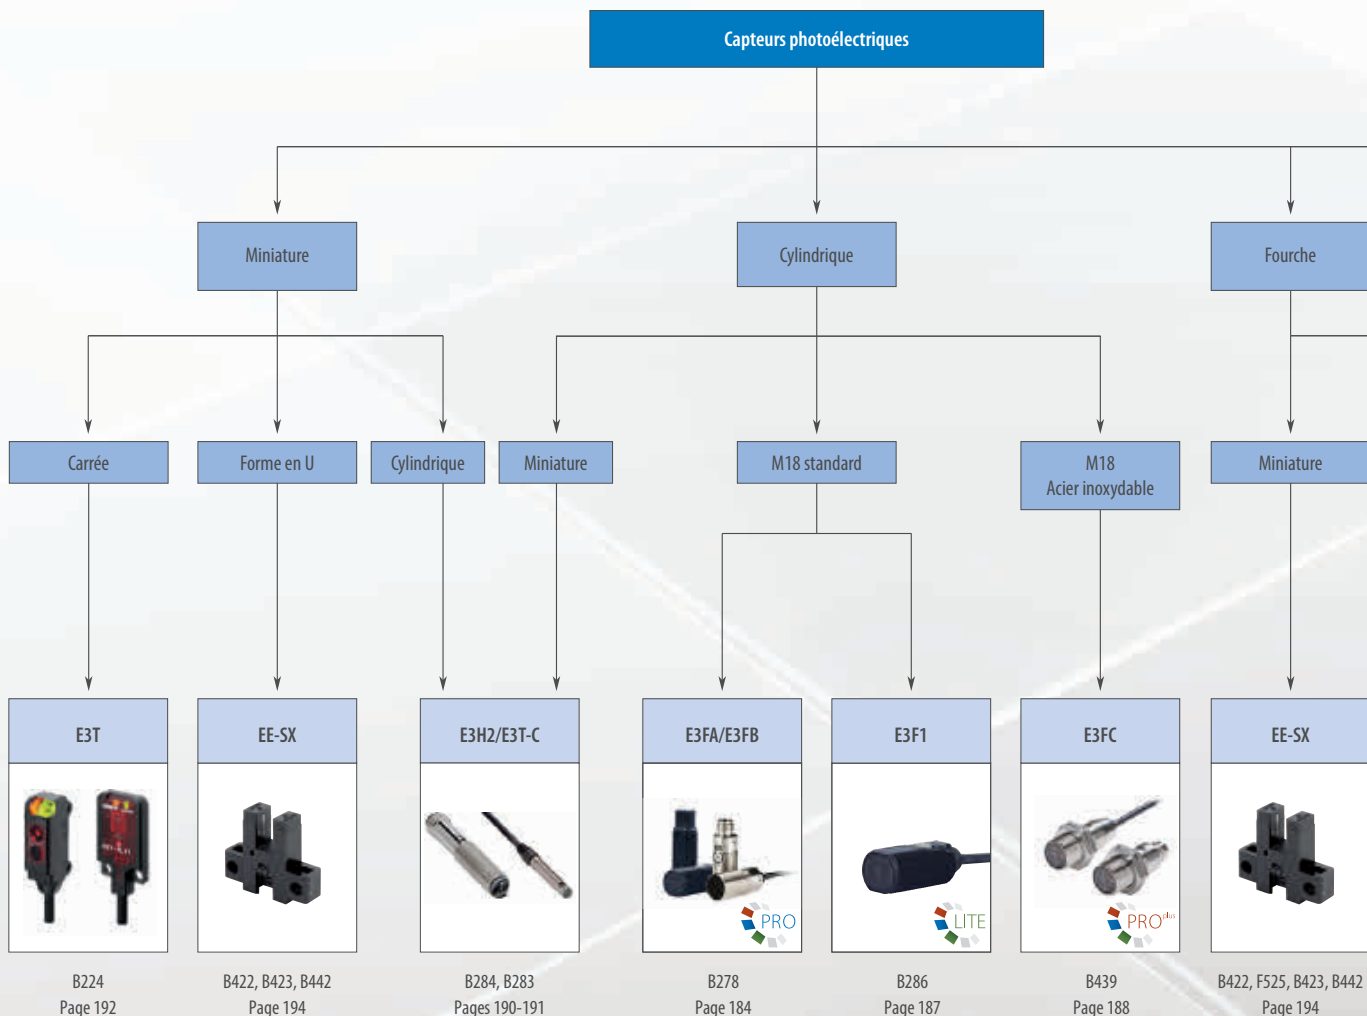 Capteurs photoélectriques
Miniature
Cylindrique
Fourche
Carrée
Forme en U
Cylindrique
Miniature
M18 standard
M18
Acier inoxydable
Miniature
E3T
EE-SX
E3H2/E3T-C
E3FA/E3FB
E3F1
E3FC
EE-SX
PRO
LITE
PROplus
B224
Page 192
B422, B423, B442
Page 194
B284, B283
Pages 190-191
B278
Page 184
B286
Page 187
B439
Page 188
B422, F525, B423, B442
Page 194